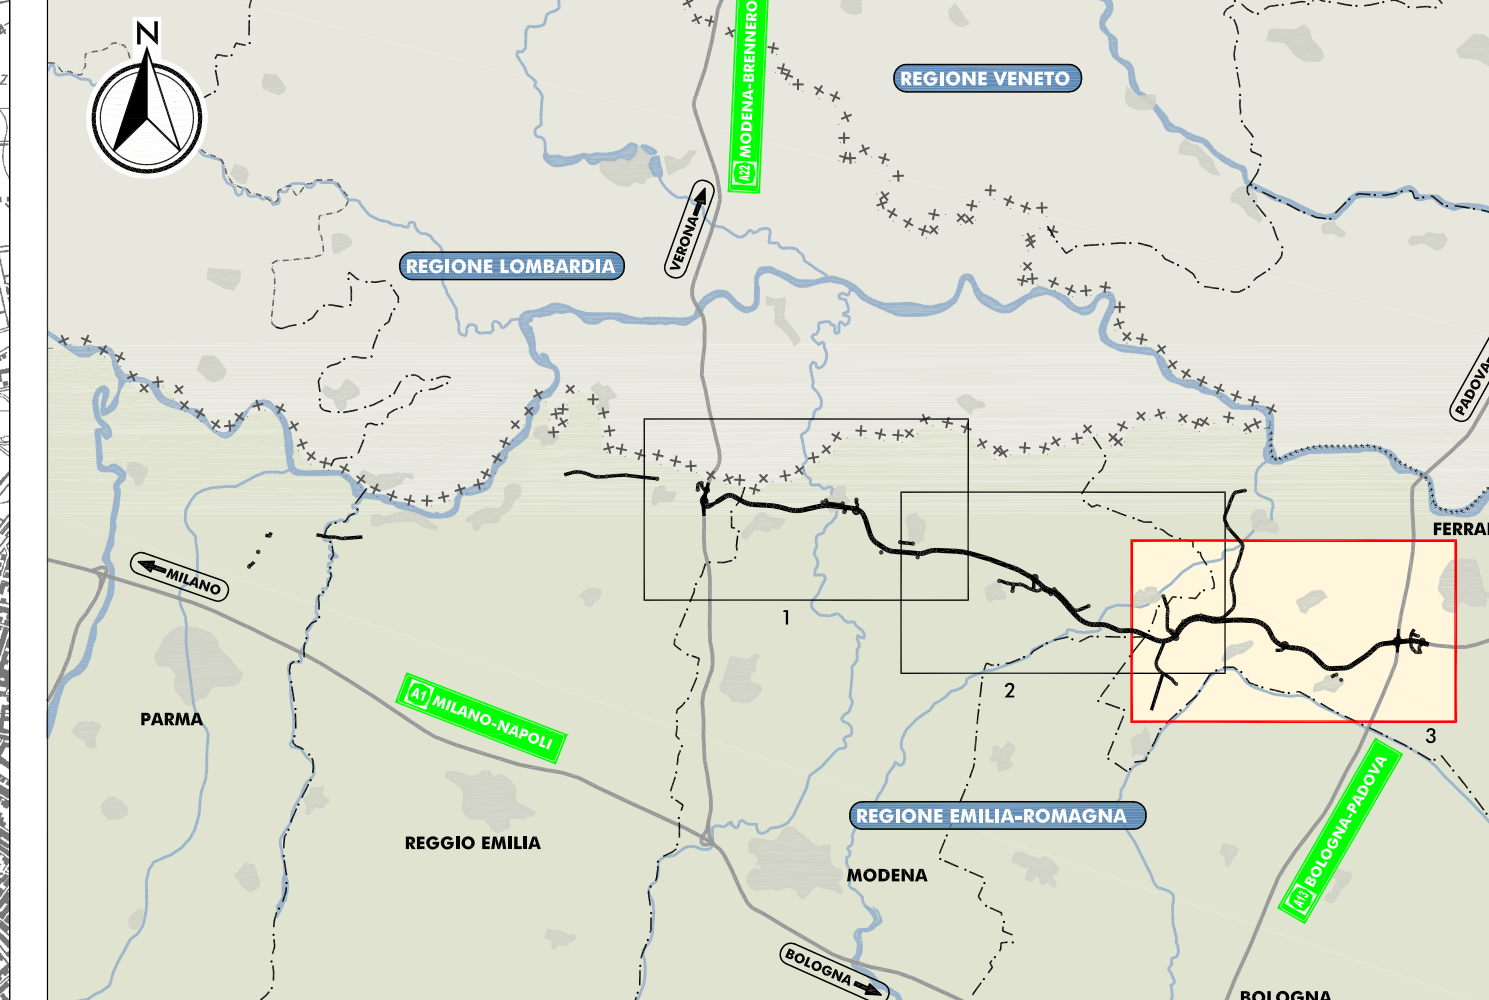 N
A22 MODENA-BRENNERO
REGIONE VENETO
VERONA
REGIONE LOMBARDIA
PADOVA
FERRA
MILANO
1
2
3
PARMA
A1 MILANO-NAPOLI
REGGIO EMILIA
REGIONE EMILIA-ROMAGNA
MODENA
A13 BOLOGNA-PADOVA
BOLOGNA
BOLOGNA